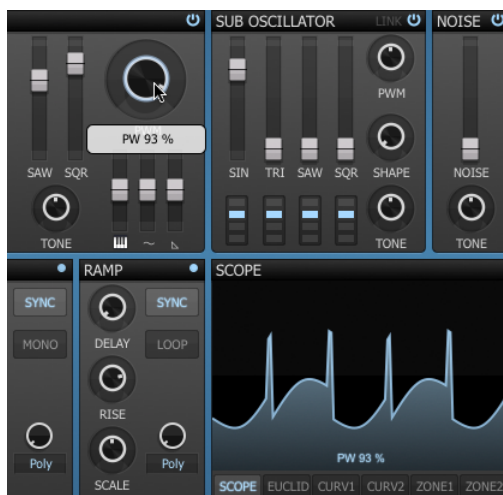 SUB OSCILLATOR LINK
NOISE
PWM
PW 93 %
SAW SQR
SIN TRI SAW SQR SHAPE
NOISE
TONE
TONE
TONE
RAMP
SCOPE
SYNC
SYNC
MONO
DELAY
LOOP
RISE
Poly
Poly
SCALE
PW 93 %
SCOPE EUCLID CURV1 CURV2 ZONE1 ZONE2